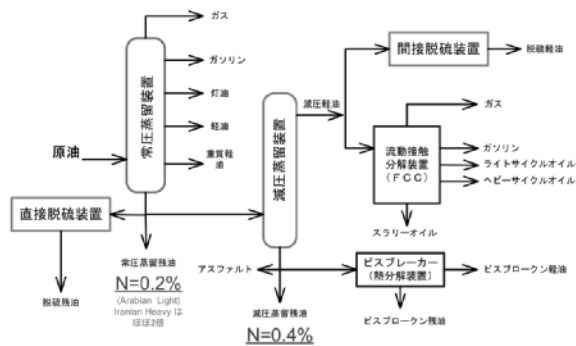 ガス
ガソリン
灯油
軽油
重質軽
油
原油
常圧蒸留装置
減圧蒸留装置
減圧軽油
間接脱硫装置
脱硫軽油
ガス
流動接触
分解装置
(FCC)
ガソリン
ライトサイクルオイル
ヘビーサイクルオイル
スラリーオイル
直接脱硫装置
脱硫残油
常圧蒸留残油
N=0.2%
(Arabian Light)
Iranian Heavy は
ほぼ2倍
アスファルト
減圧蒸留残油
N=0.4%
ビスブレーカー
(熱分解装置)
ビスブロークン軽油
ビスブロークン残油